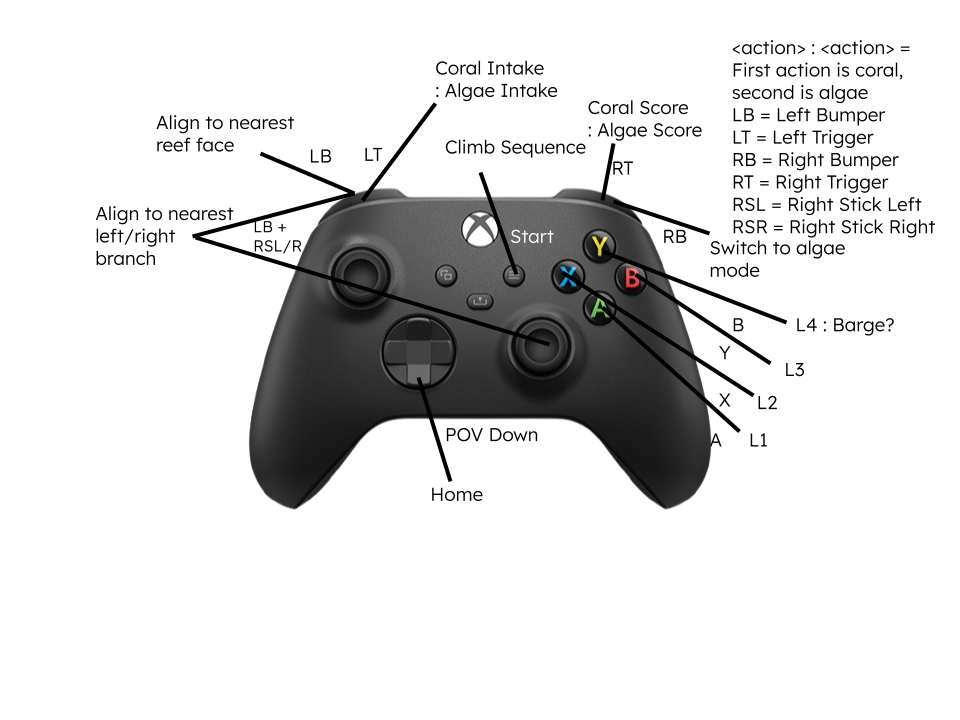 <action> : <action> =
First action is coral,
second is algae
LB = Left Bumper
LT = Left Trigger
RB = Right Bumper
RT = Right Trigger
RSL = Right Stick Left
RSR = Right Stick Right
Coral Intake
: Algae Intake
Coral Score
: Algae Score
Align to nearest
reef face
LB
LT
Climb Sequence
RT
Align to nearest
left/right
branch
LB +
RSL/R
Start
RB
Switch to algae
mode
Y
X
B
A
B
L4 : Barge?
Y
L3
X
L2
A
L1
POV Down
Home